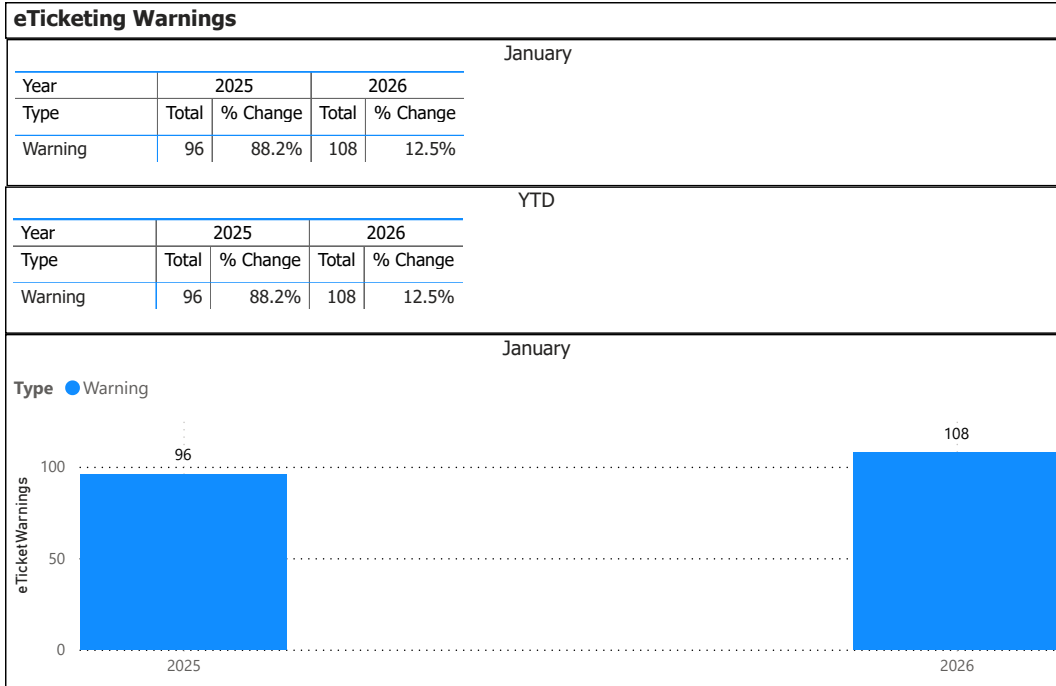 eTicketing Warnings
January
Year 2025 2026
Type Total % Change Total % Change
Warning 96 88.2% 108 12.5%
YTD
Year 2025 2026
Type Total % Change Total % Change
Warning 96 88.2% 108 12.5%
January
Type Warning
108
96
100
eTicketWarnings
50
0
2025 2026